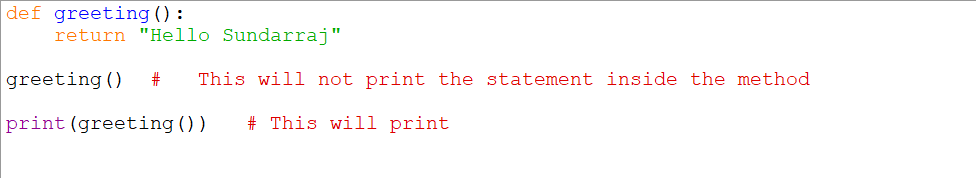 def greeting():
    return "Hello Sundarraj"
greeting()  #   This will not print the statement inside the method
print(greeting())   # This will print